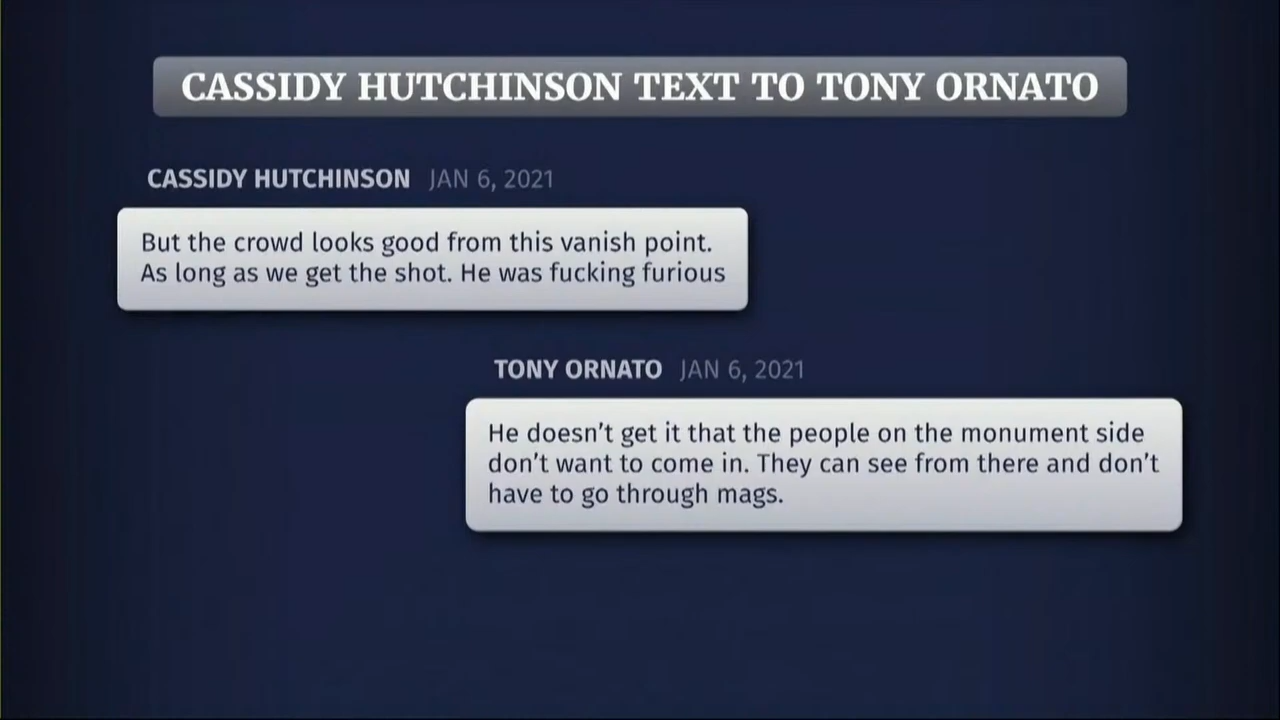 CASSIDY HUTCHINSON TEXT TO TONY ORNATO
CASSIDY HUTCHINSON JAN 6, 2021
But the crowd looks good from this vanish point.
As long as we get the shot. He was fucking furious
TONY ORNATO JAN 6, 2021
He doesn’t get it that the people on the monument side
don’t want to come in. They can see from there and don’t
have to go through mags.